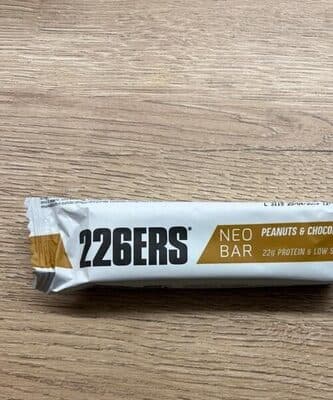 226ERS®
NEO
BAR
PEANUTS & CHOCO
22g PROTEIN & LOW S